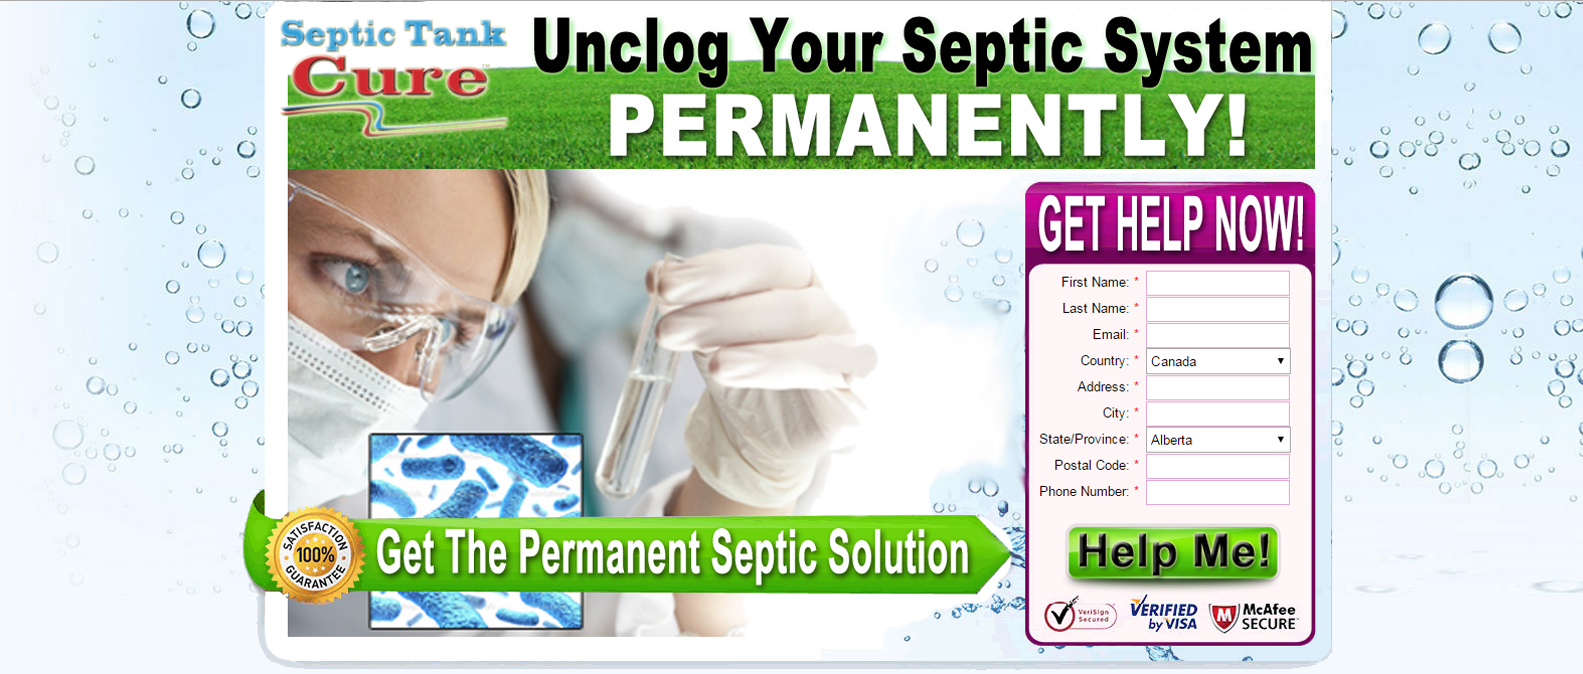 Septic Tank
Cure™
Unclog Your Septic System
PERMANENTLY!
GET HELP NOW!
First Name: *
Last Name: *
Email: *
Country: * Canada
Address: *
City: *
State/Province: * Alberta
Postal Code: *
Phone Number: *
Help Me!
VeriSign
Secured
VERIFIED
by VISA
M
McAfee
SECURE™
SATISFACTION
100%
GUARANTEE
Get The Permanent Septic Solution